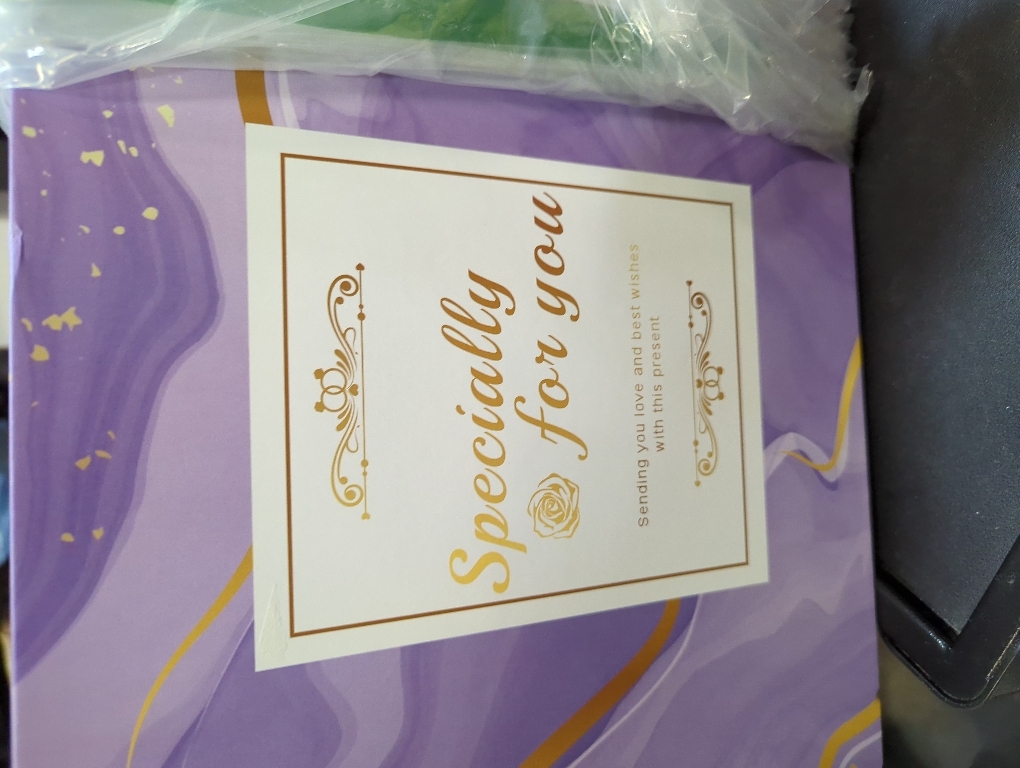 Specially
for you
Sending you love and best wishes
with this present